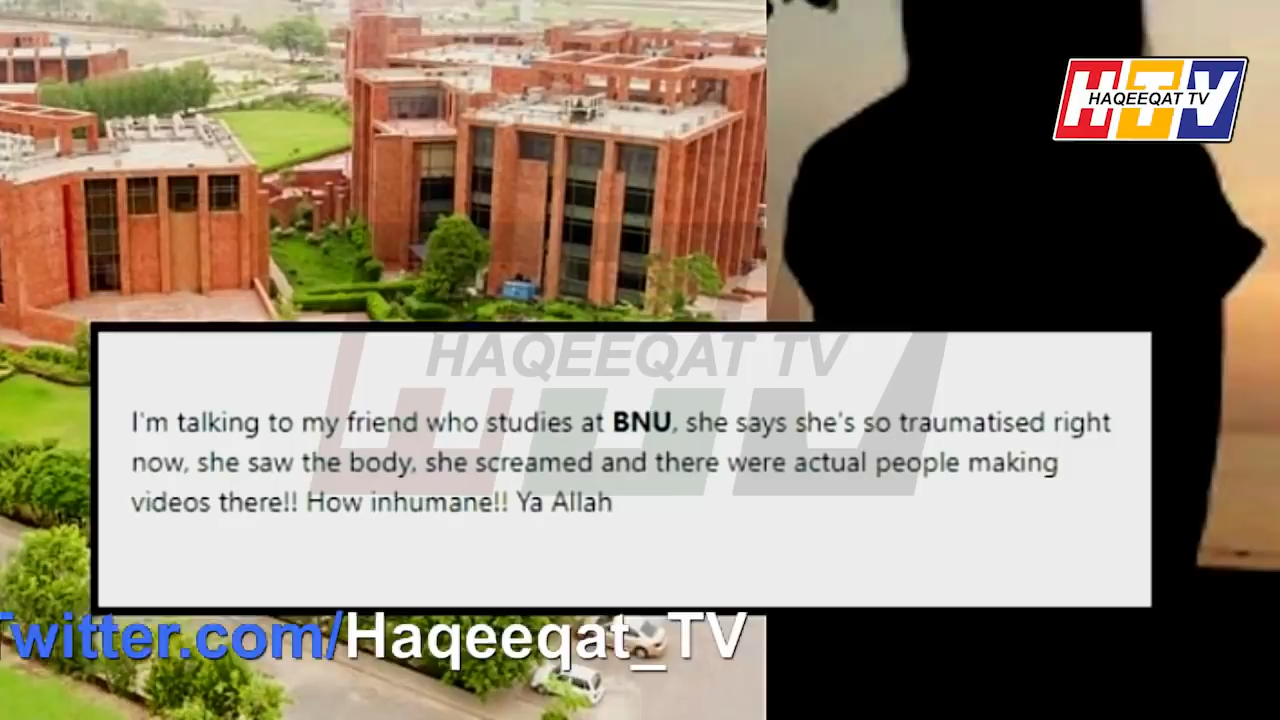 HTV
HAQEEQAT TV
HAQEEQAT TV
I'm talking to my friend who studies at BNU, she says she's so traumatised right
now, she saw the body, she screamed and there were actual people making
videos there!! How inhumane!! Ya Allah
Twitter.com/Haqeeqat_TV